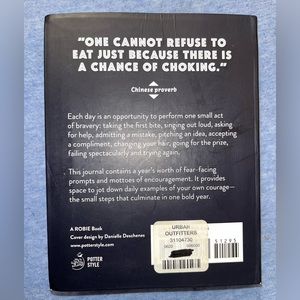 “ONE CANNOT REFUSE TO
EAT JUST BECAUSE THERE IS
A CHANCE OF CHOKING.”
Chinese proverb
Each day is an opportunity to perform one small act
of bravery: taking the first bite, singing out loud, asking
for help, admitting a mistake, pitching an idea, accepting
a compliment, changing your hair, going for the prize,
failing spectacularly and trying again.
This journal contains a year's worth of fear-facing
prompts and mottoes of encouragement. It provides
space to jot down daily examples of your own courage—
the small steps that culminate in one bold year.
A ROBIE Book
Cover design by Danielle Deschenes
www.potterstyle.com
POTTER
STYLE
URBAN
OUTFITTERS
31104730
51295